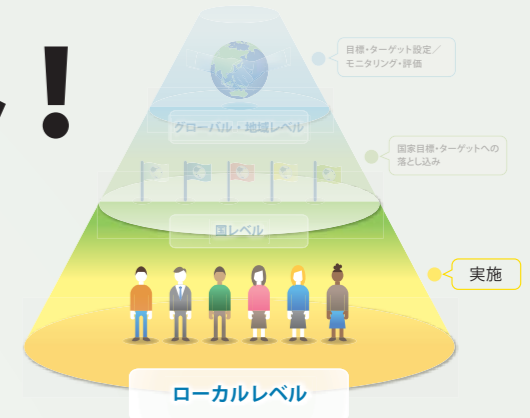 ！
目標・ターゲット設定／
モニタリング・評価
グローバル・地域レベル
国家目標・ターゲットへの
落とし込み
国レベル
実施
ローカルレベル